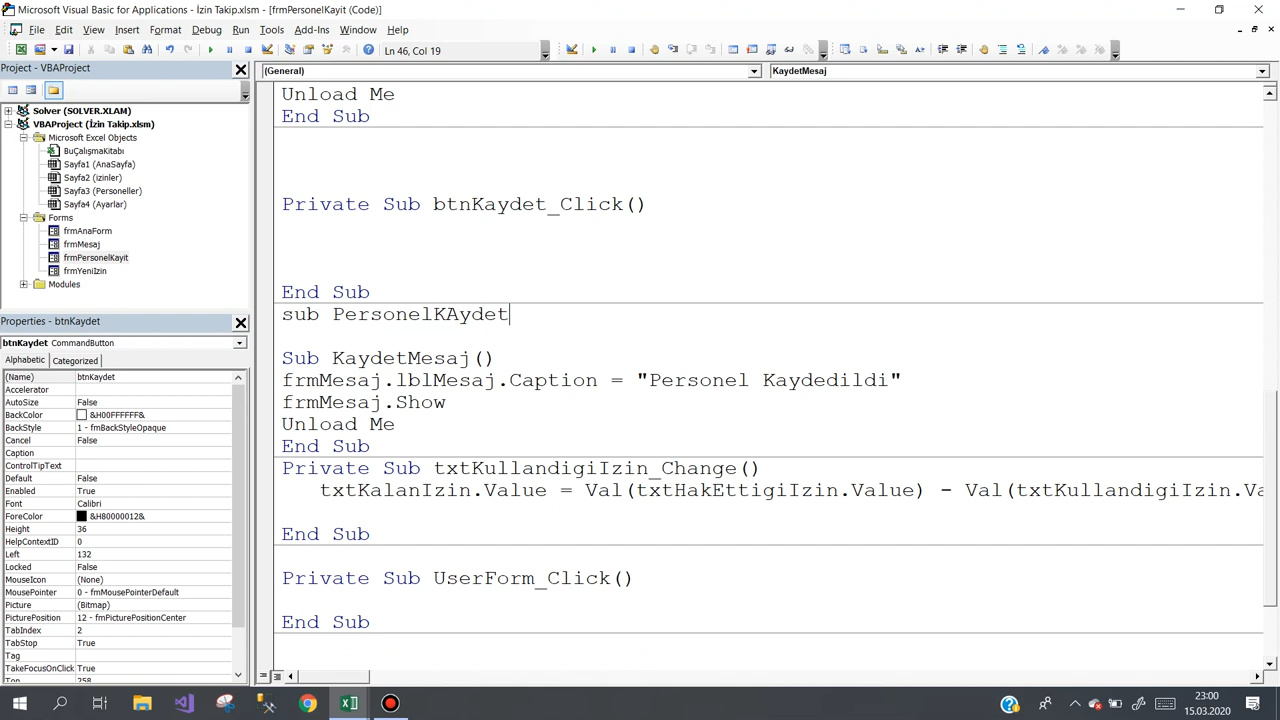 Microsoft Visual Basic for Applications - İzin Takip.xlsm - [frmPersonelKayit (Code)]
File Edit View Insert Format Debug Run Tools Add-Ins Window Help
Ln 46, Col 19
Project - VBAProject
(General)
KaydetMesaj
Solver (SOLVER.XLAM)
VBAProject (İzin Takip.xlsm)
Microsoft Excel Objects
BuÇalışmaKitabı
Sayfa1 (AnaSayfa)
Sayfa2 (izinler)
Sayfa3 (Personeller)
Sayfa4 (Ayarlar)
Forms
frmAnaForm
frmMesaj
frmPersonelKayit
frmYeniIzin
Modules
Properties - btnKaydet
btnKaydet CommandButton
Alphabetic Categorized
(Name) btnKaydet
Accelerator
AutoSize False
BackColor &H00FFFFFF&
BackStyle 1 - fmBackStyleOpaque
Cancel False
Caption
ControlTipText
Default False
Enabled True
Font Calibri
ForeColor &H80000012&
Height 36
HelpContextID 0
Left 132
Locked False
MouseIcon (None)
MousePointer 0 - fmMousePointerDefault
Picture (Bitmap)
PicturePosition 12 - fmPicturePositionCenter
TabIndex 2
TabStop True
Tag
TakeFocusOnClick True
Top 258
Unload Me
End Sub
Private Sub btnKaydet_Click()
End Sub
sub PersonelKAydet
Sub KaydetMesaj()
frmMesaj.lblMesaj.Caption = "Personel Kaydedildi"
frmMesaj.Show
Unload Me
End Sub
Private Sub txtKullandigiIzin_Change()
txtKalanIzin.Value = Val(txtHakEttigiIzin.Value) - Val(txtKullandigiIzin.Va
End Sub
Private Sub UserForm_Click()
End Sub
23:00
15.03.2020